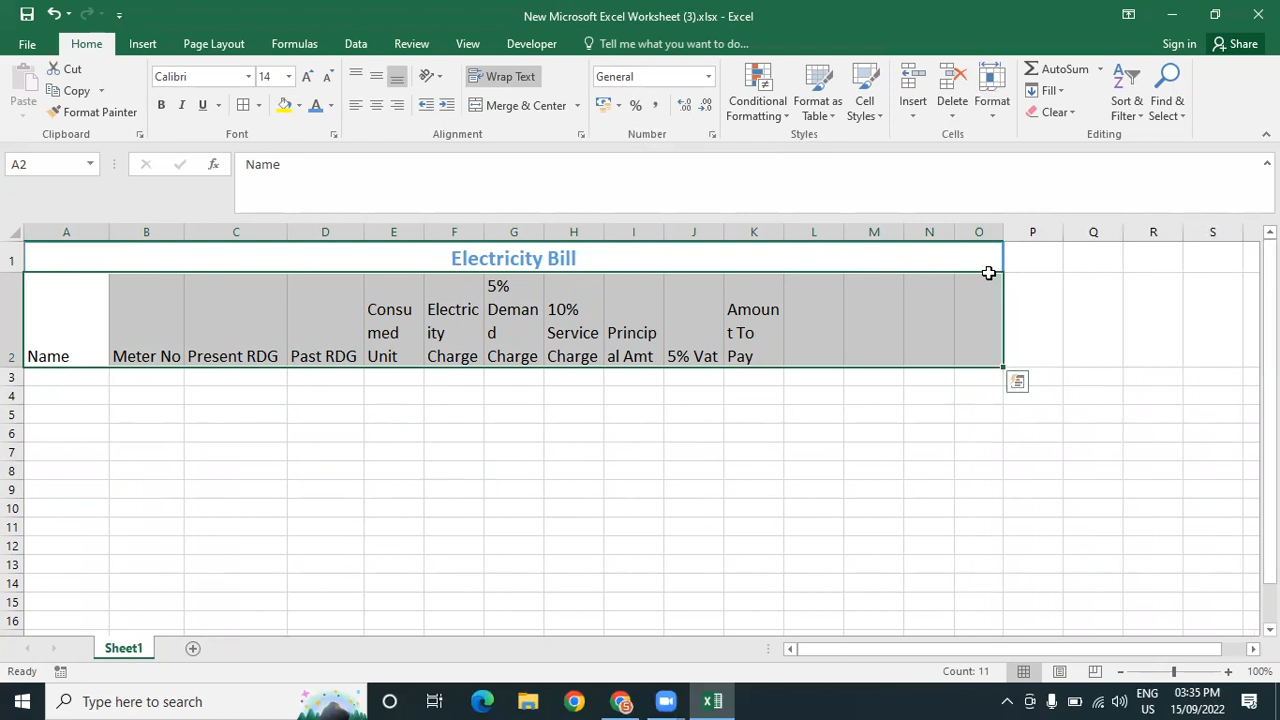 New Microsoft Excel Worksheet (3).xlsx - Excel
File Home Insert Page Layout Formulas Data Review View Developer Tell me what you want to do... Sign in Share
Paste
Cut
Copy
Format Painter
Clipboard
Calibri 14
B I U A
Font
Wrap Text
Merge & Center
Alignment
General
% ,
Number
Conditional Formatting
Format as Table
Cell Styles
Styles
Insert
Delete
Format
Cells
AutoSum
Fill
Clear
Sort & Filter
Find & Select
Editing
A2 fx Name
A B C D E F G H I J K L M N O P Q R S
1 Electricity Bill
2 Name Meter No Present RDG Past RDG Consumed Unit Electricity Charge 5% Demand Charge 10% Service Charge Principal Amt 5% Vat Amount To Pay
3
4
5
6
7
8
9
10
11
12
13
14
15
16
Sheet1
Ready Count: 11 100%
Type here to search
ENG
US
03:35 PM
15/09/2022